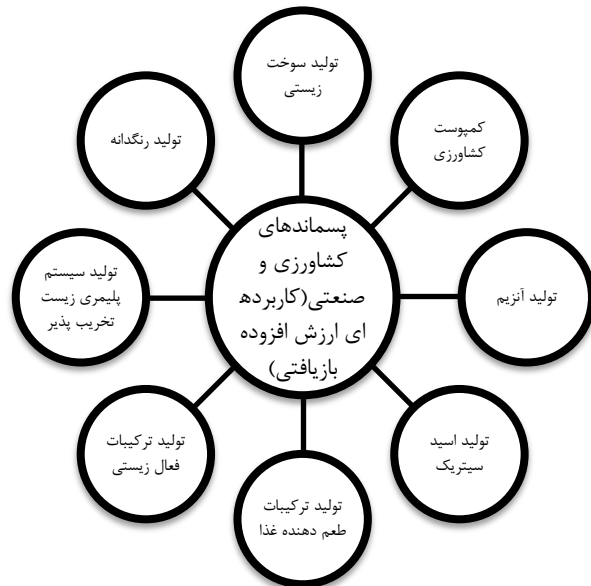 تولید سوخت
زیستی
کمپوست
کشاورزی
تولید آنزیم
تولید اسید
سیتریک
تولید ترکیبات
طعم دهنده غذا
تولید ترکیبات
فعال زیستی
تولید سیستم
پلیمری زیست
تخریب پذیر
تولید رنگدانه
پسماندهای
کشاورزی و
صنعتی(کاربرده
ای ارزش افزوده
بازیافتی)